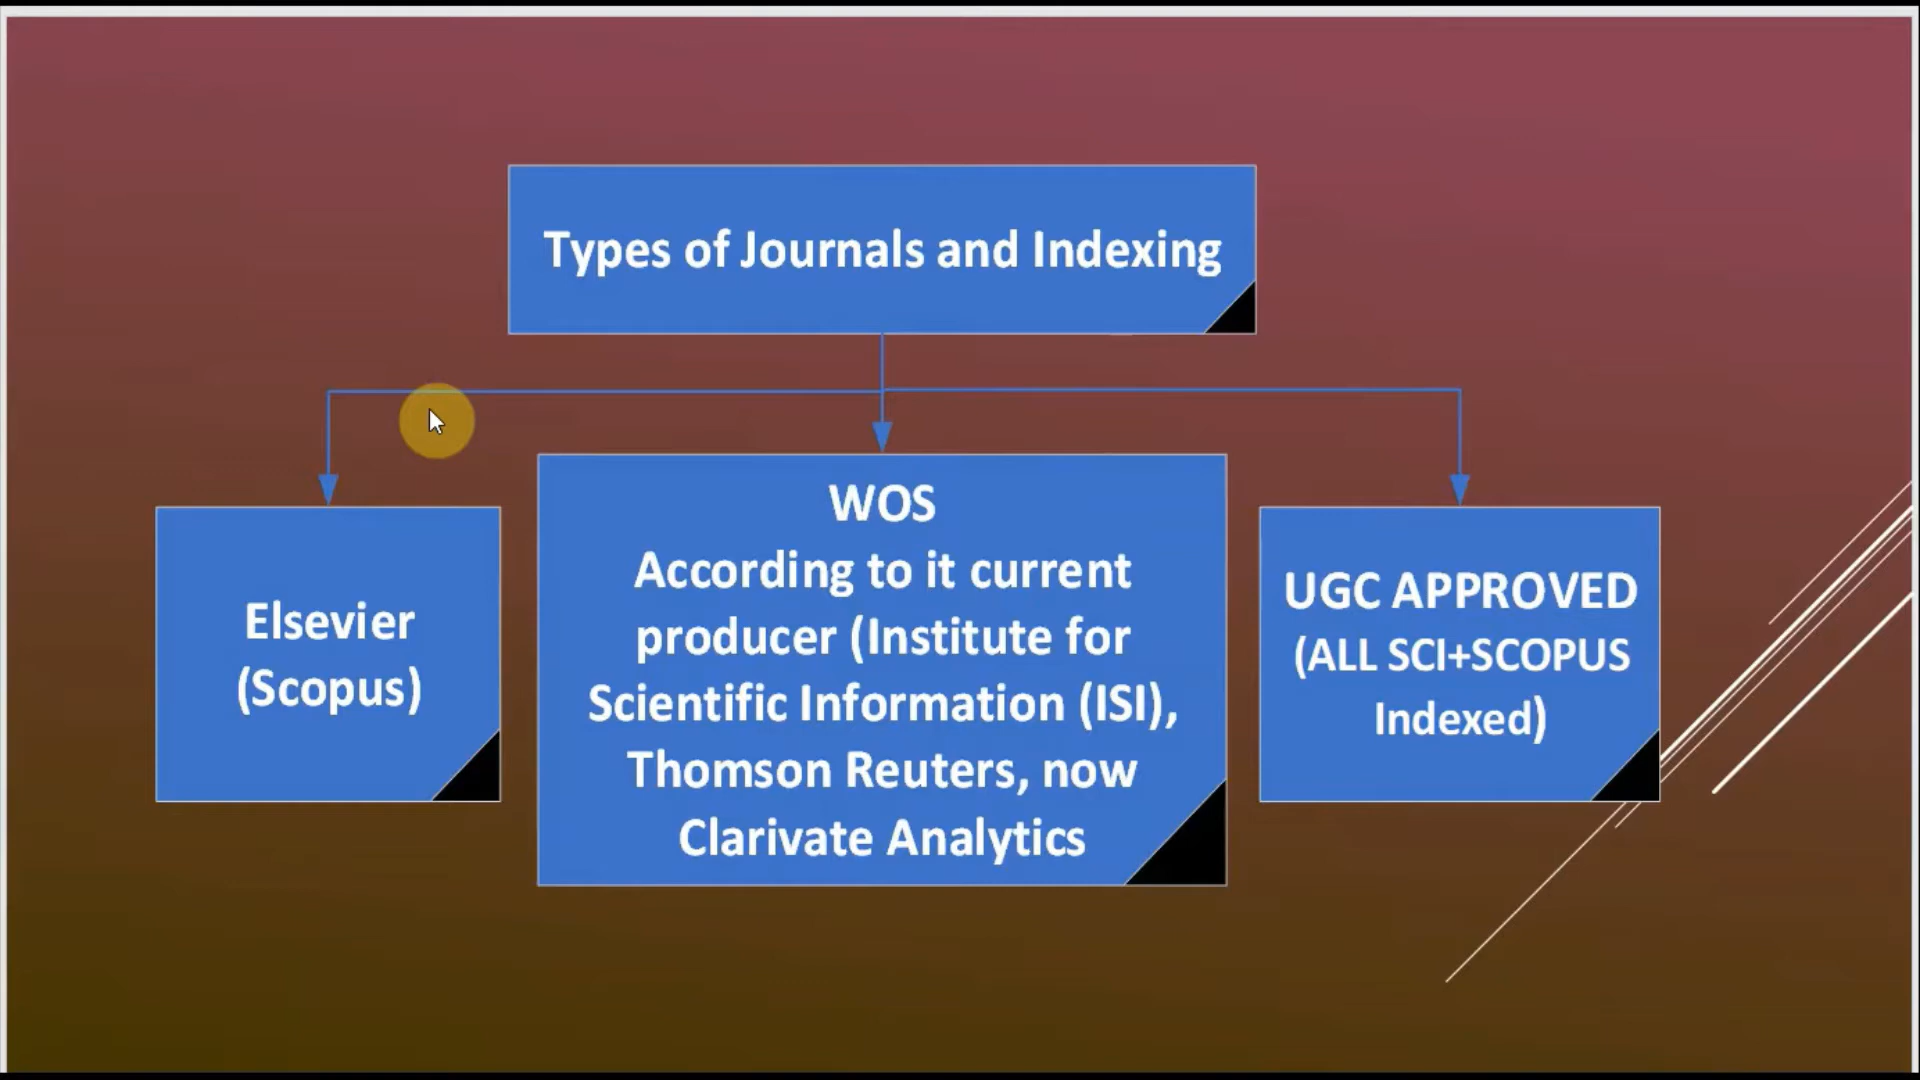 Types of Journals and Indexing
Elsevier
(Scopus)
WOS
According to it current
producer (Institute for
Scientific Information (ISI),
Thomson Reuters, now
Clarivate Analytics
UGC APPROVED
(ALL SCI+SCOPUS
Indexed)